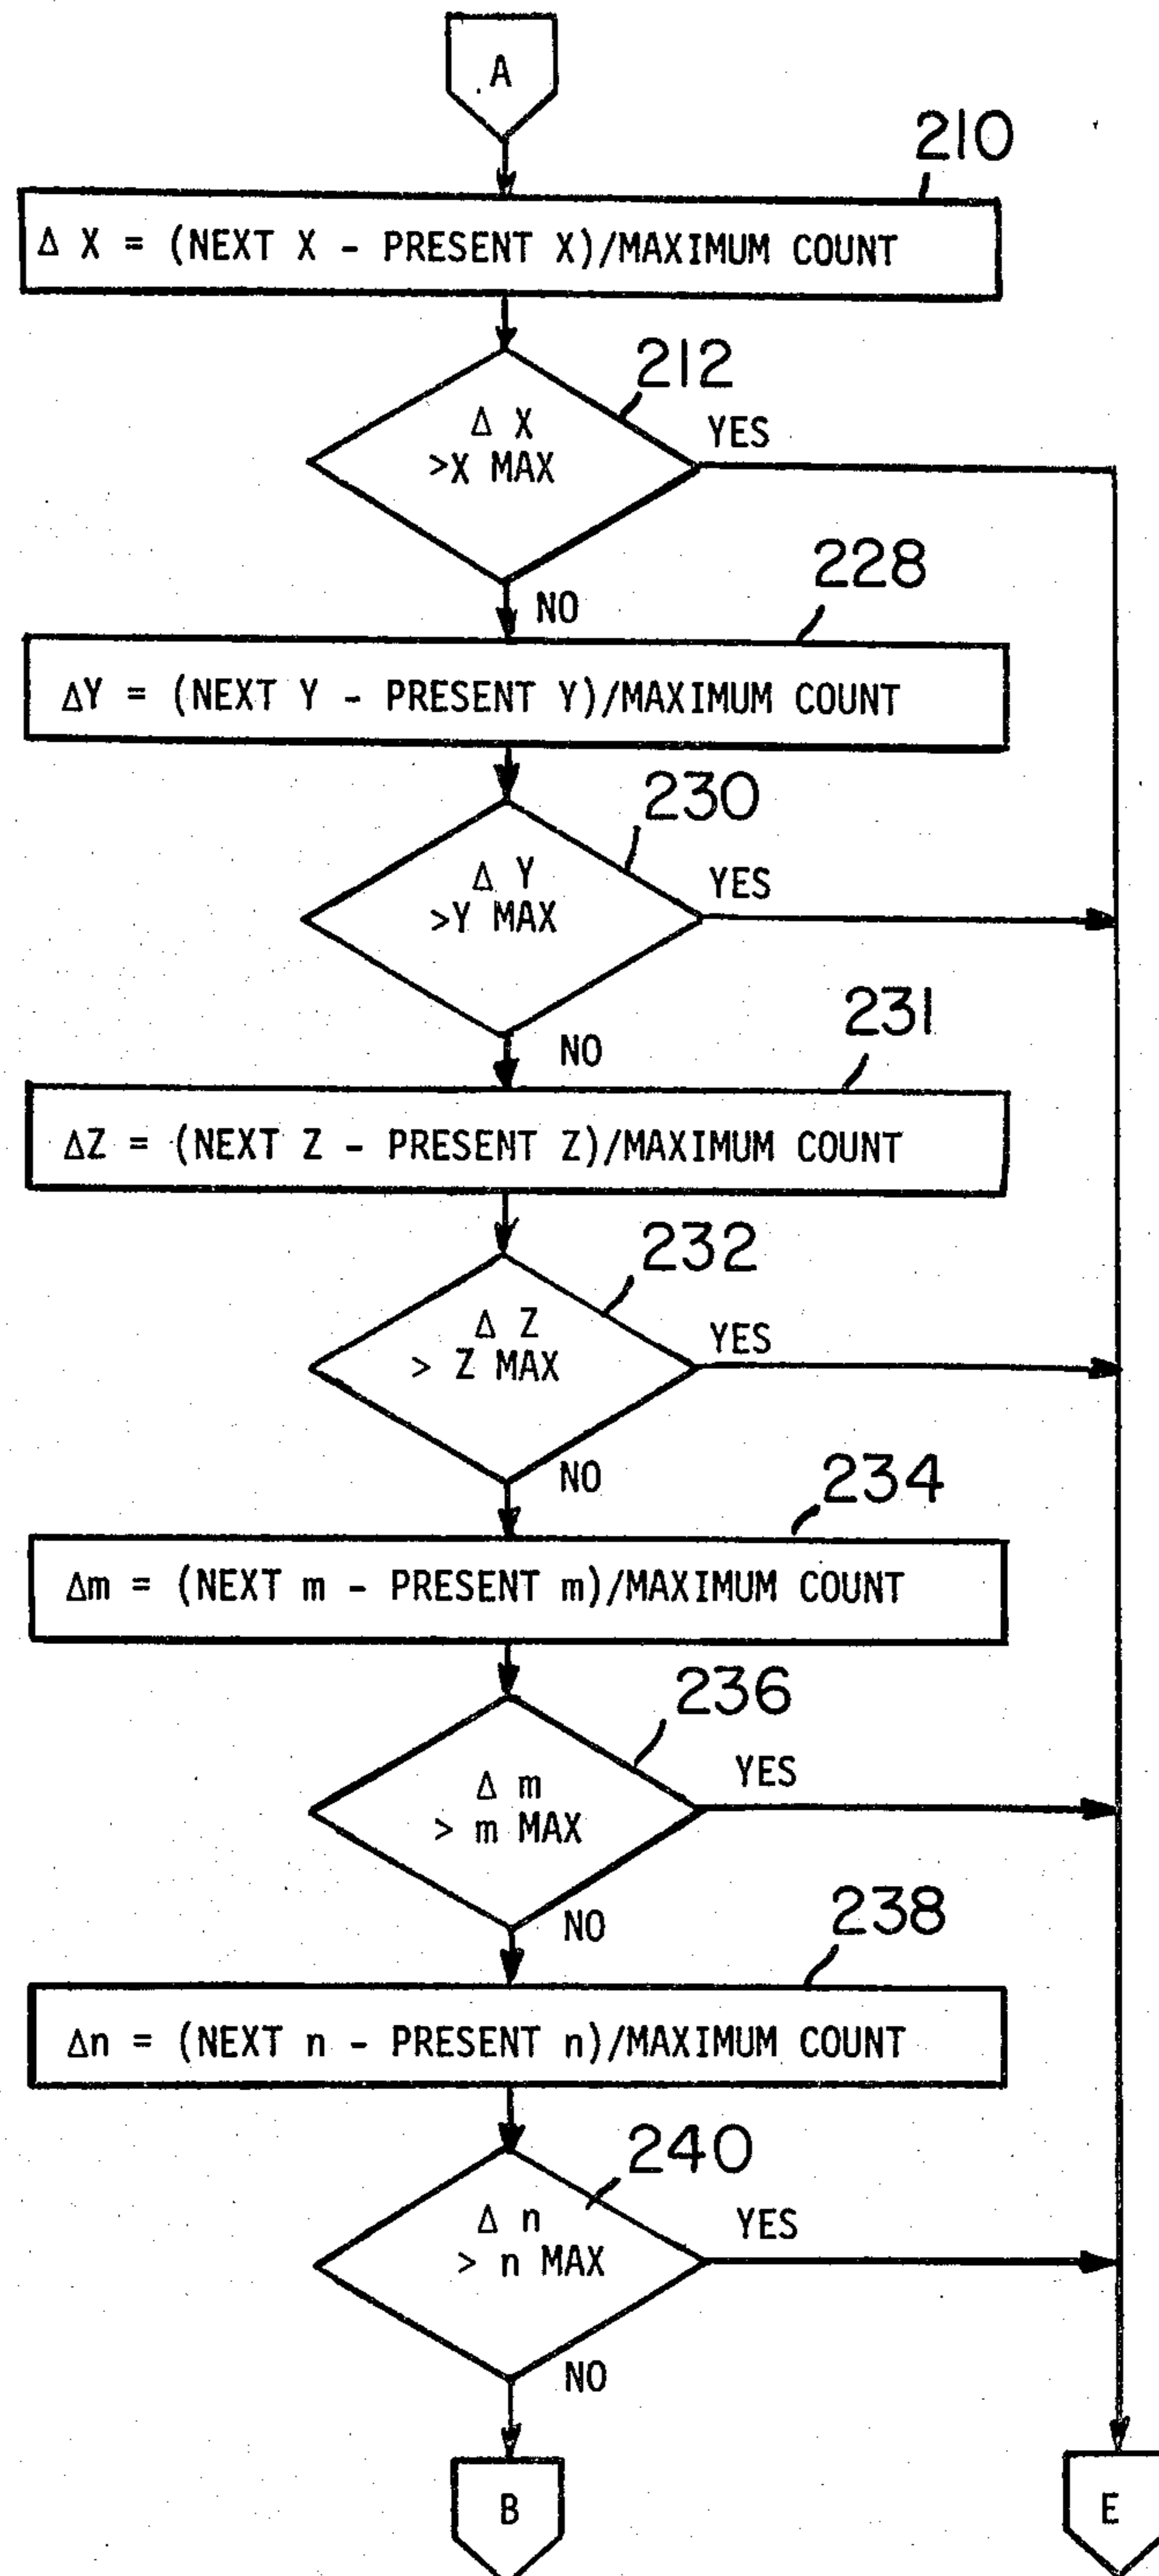 A
210
Δ X = (NEXT X - PRESENT X)/MAXIMUM COUNT
212
Δ X
>X MAX
YES
NO
228
ΔY = (NEXT Y - PRESENT Y)/MAXIMUM COUNT
230
Δ Y
>Y MAX
YES
NO
231
ΔZ = (NEXT Z - PRESENT Z)/MAXIMUM COUNT
232
Δ Z
> Z MAX
YES
NO
234
Δm = (NEXT m - PRESENT m)/MAXIMUM COUNT
236
Δ m
> m MAX
YES
NO
238
Δn = (NEXT n - PRESENT n)/MAXIMUM COUNT
240
Δ n
> n MAX
YES
NO
B
E